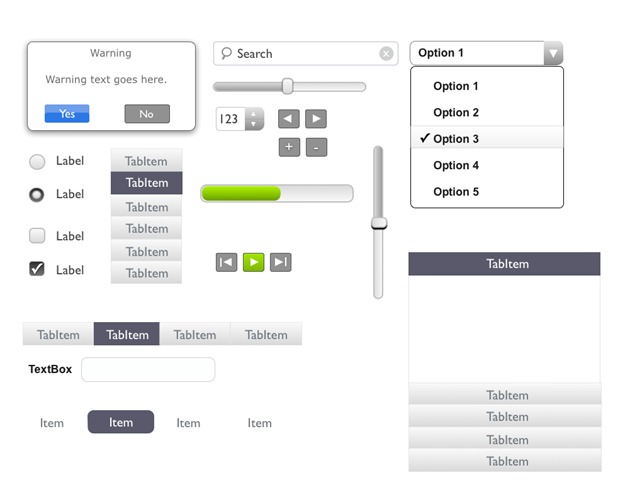 Warning
Warning text goes here.
Yes No
Search
123
+ -
Option 1
Option 1
Option 2
Option 3
Option 4
Option 5
Label
Label
Label
Label
TabItem
TabItem
TabItem
TabItem
TabItem
TabItem
TabItem TabItem TabItem TabItem
TextBox
Item Item Item Item
TabItem
TabItem
TabItem
TabItem
TabItem